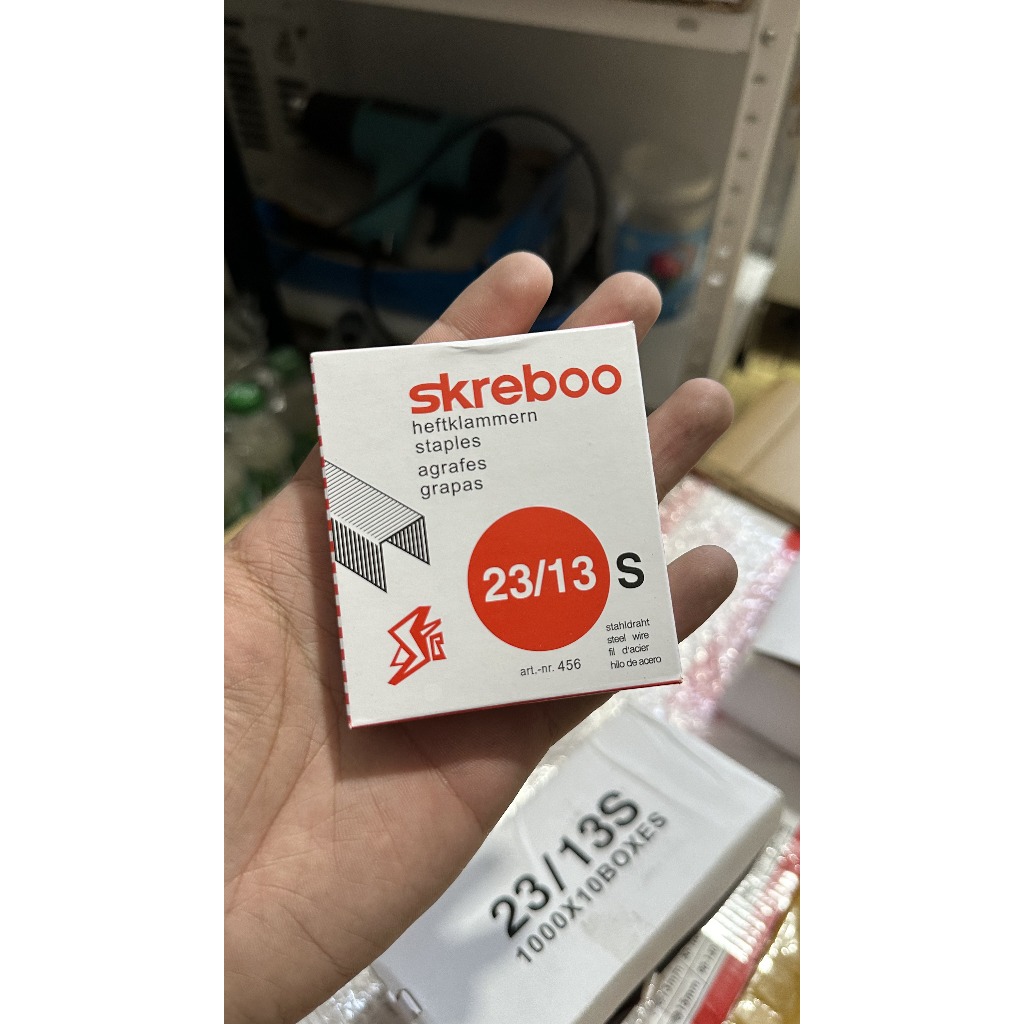 skreboo
heftklammern
staples
agrafes
grapas
23/13 S
stahldraht
steel wire
fil d'acier
hilo de acero
art.-nr. 456
23/13S
1000X10BOXES